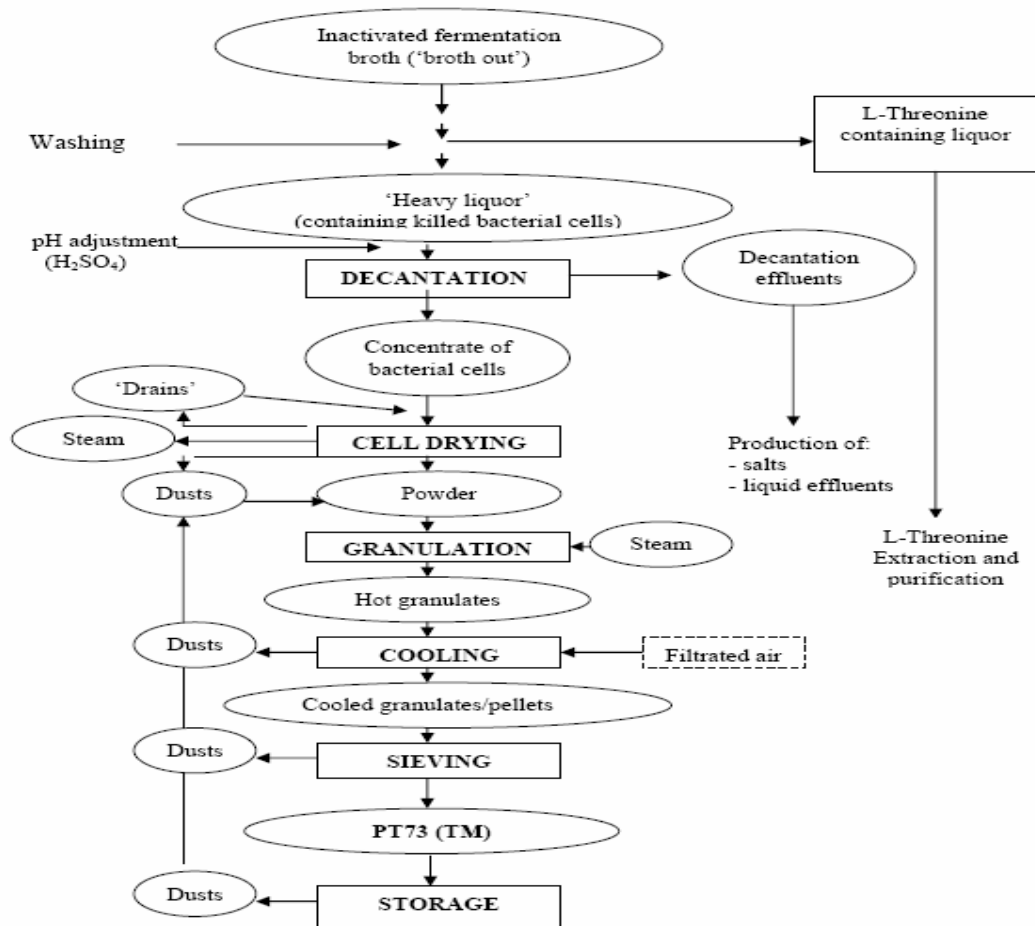 Inactivated fermentation
broth (‘broth out’)
L-Threonine
containing liquor
Washing
‘Heavy liquor’
(containing killed bacterial cells)
pH adjustment
(H₂SO₄)
DECANTATION
Decantation
effluents
Concentrate of
bacterial cells
‘Drains’
Steam
CELL DRYING
Production of:
- salts
- liquid effluents
Dusts
Powder
GRANULATION
Steam
L-Threonine
Extraction and
purification
Hot granulates
Dusts
COOLING
Filtrated air
Cooled granulates/pellets
Dusts
SIEVING
PT73 (TM)
Dusts
STORAGE